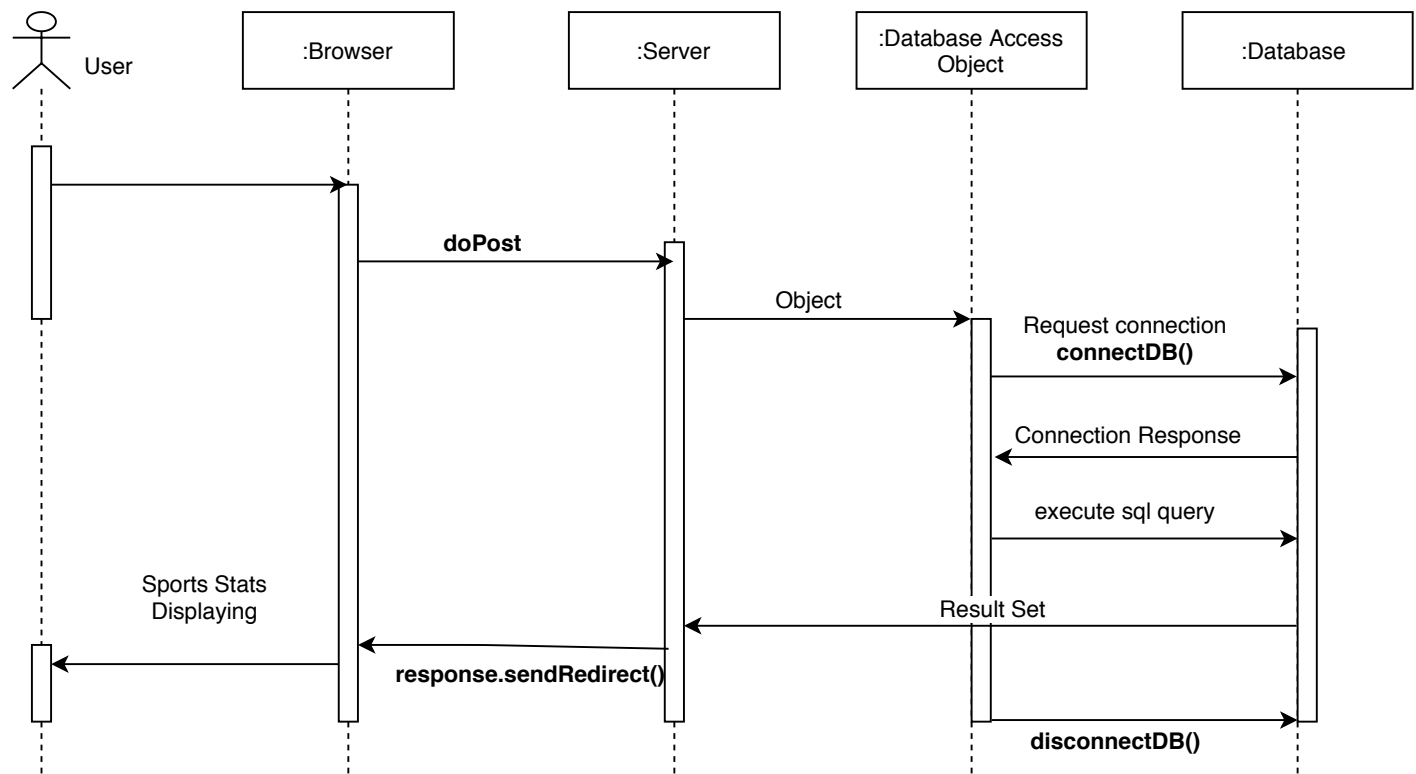 User
:Browser
:Server
:Database Access
Object
:Database
doPost
Object
Request connection
connectDB()
Connection Response
execute sql query
Sports Stats
Displaying
Result Set
response.sendRedirect()
disconnectDB()